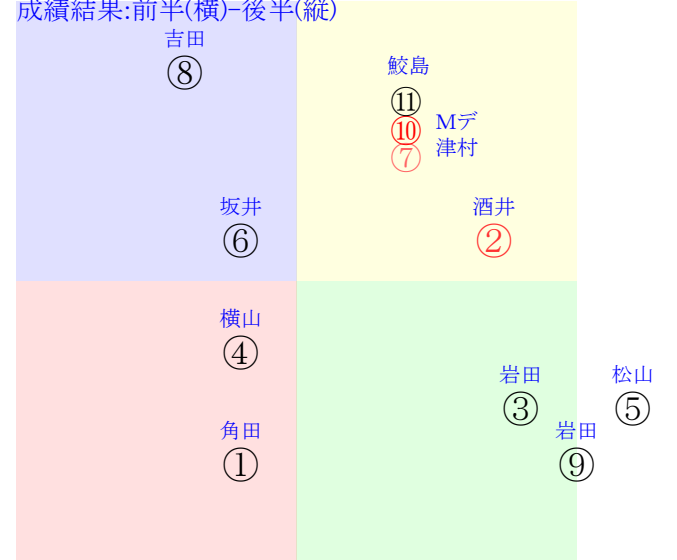 成績結果:前半(横)-後半(縦)
吉田
⑧
鮫島
⑪
⑩ Mデ
⑦ 津村
坂井
⑥
酒井
②
横山
④
岩田
③
松山
⑤
角田
①
岩田
⑨